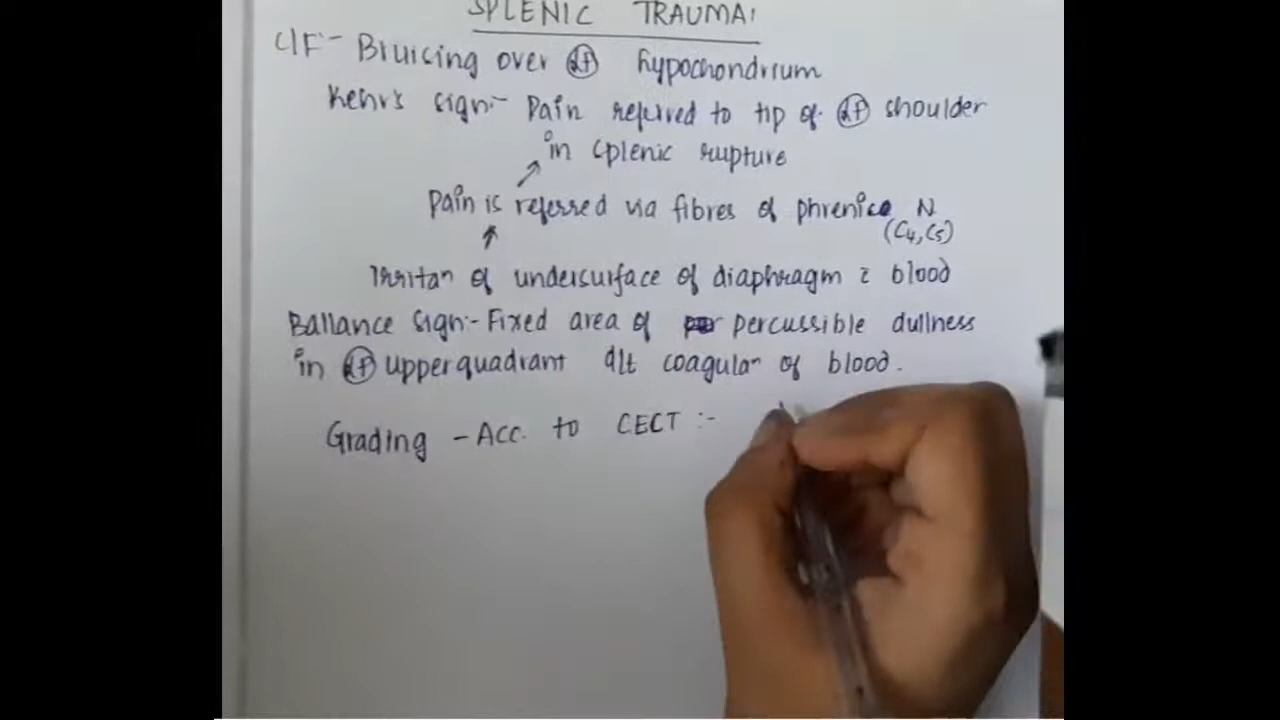 SPLENIC TRAUMA:
C/F:- Bruising over Lt hypochondrium
Kehr's sign:- Pain referred to tip of Lt shoulder
in splenic rupture
Pain is referred via fibres of phrenic N
(C4, C5)
Irritan of undersurface of diaphragm c blood
Ballance sign:- Fixed area of percussible dullness
in Lt upper quadrant d/t coagulan of blood.
Grading - Acc. to CECT :-